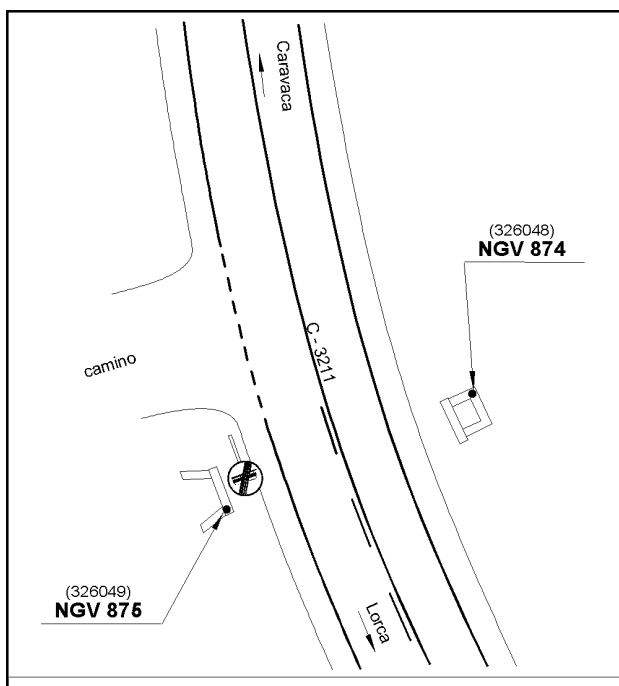 Caravaca
(326048)
NGV 874
C - 3211
camino
(326049)
NGV 875
Lorca